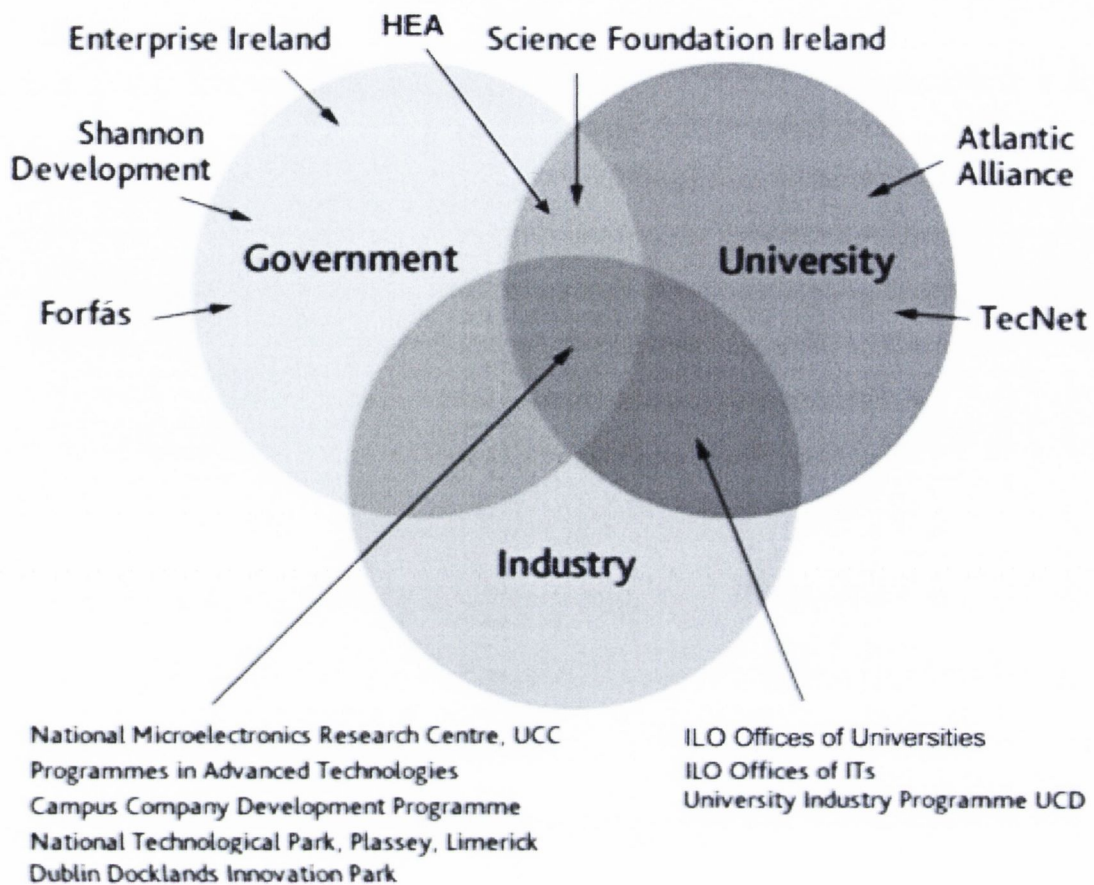 HEA
Enterprise Ireland
Science Foundation Ireland
Shannon
Development
Atlantic
Alliance
Government
University
Forfás
TecNet
Industry
National Microelectronics Research Centre, UCC
Programmes in Advanced Technologies
Campus Company Development Programme
National Technological Park, Plassey, Limerick
Dublin Docklands Innovation Park
ILO Offices of Universities
ILO Offices of ITs
University Industry Programme UCD